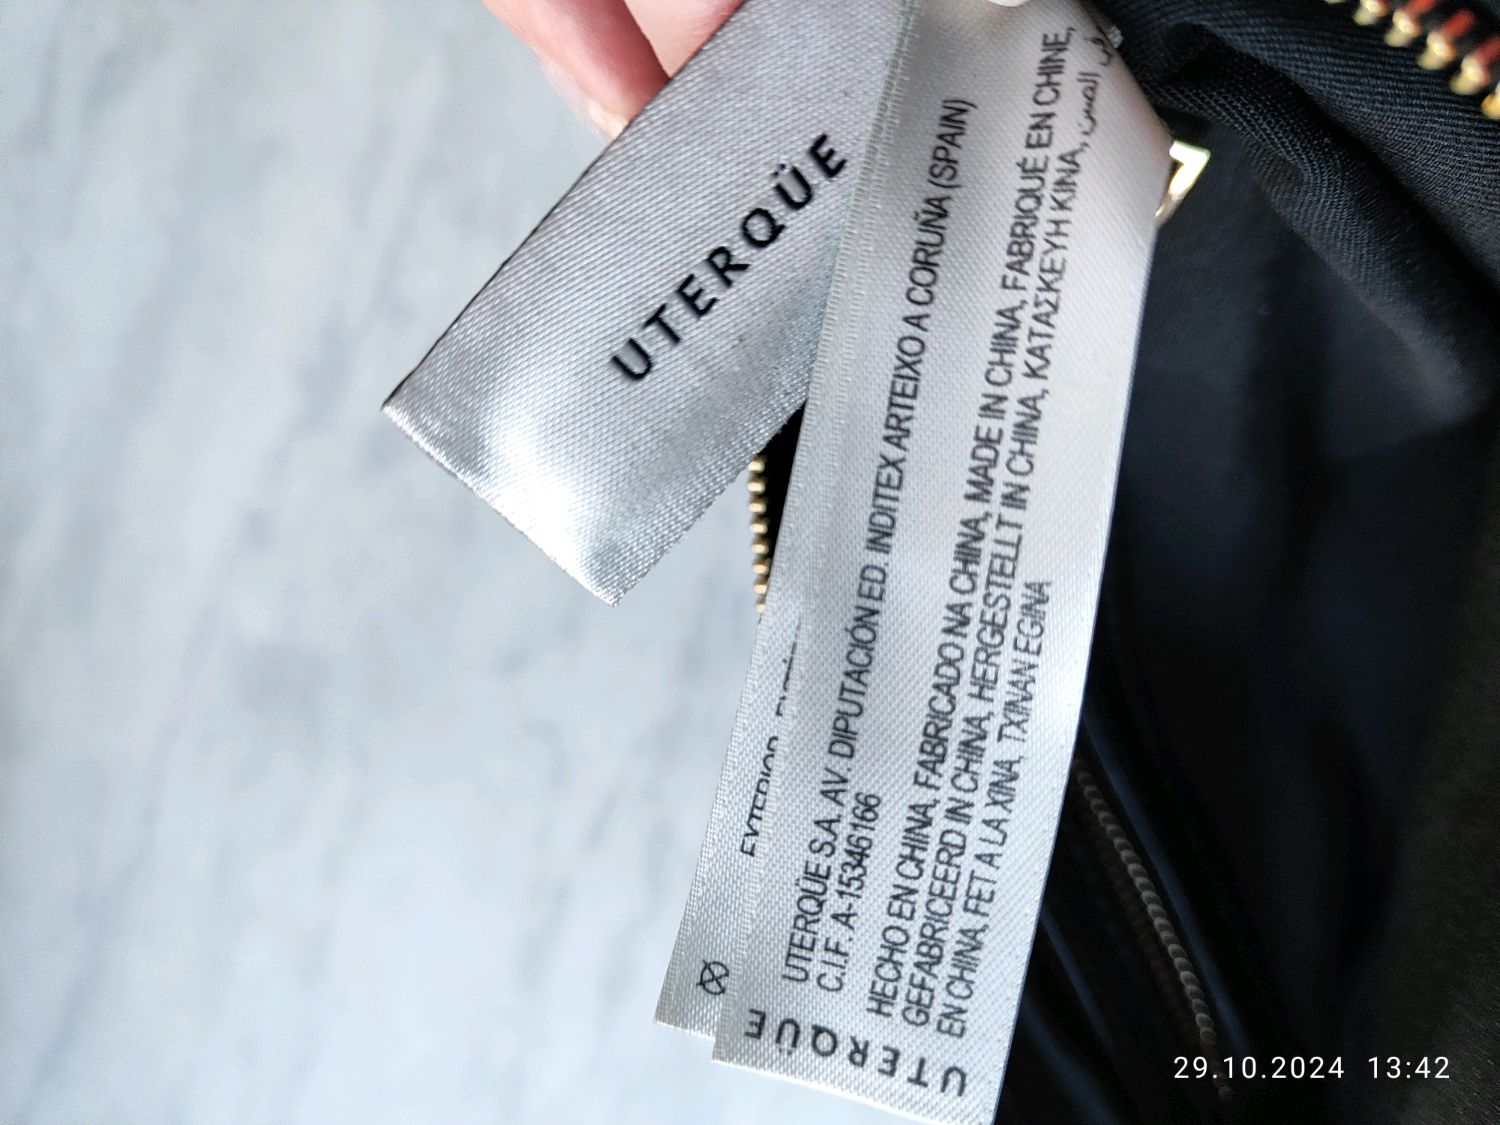 UTERQÜE
UTERQÜE
UTERQÜE S.A. AV. DIPUTACIÓN ED. INDITEX ARTEIXO A CORUÑA (SPAIN)
C.I.F. A-15346166
HECHO EN CHINA, FABRICADO NA CHINA, MADE IN CHINA, FABRIQUÉ EN CHINE,
GEFABRICEERD IN CHINA, HERGESTELLT IN CHINA, ΚΑΤΑΣΚΕΥΗ ΚΙΝΑ,
EN CHINA, FET A LA XINA, TXINAN EGINA
EXTERIOR
29.10.2024 13:42